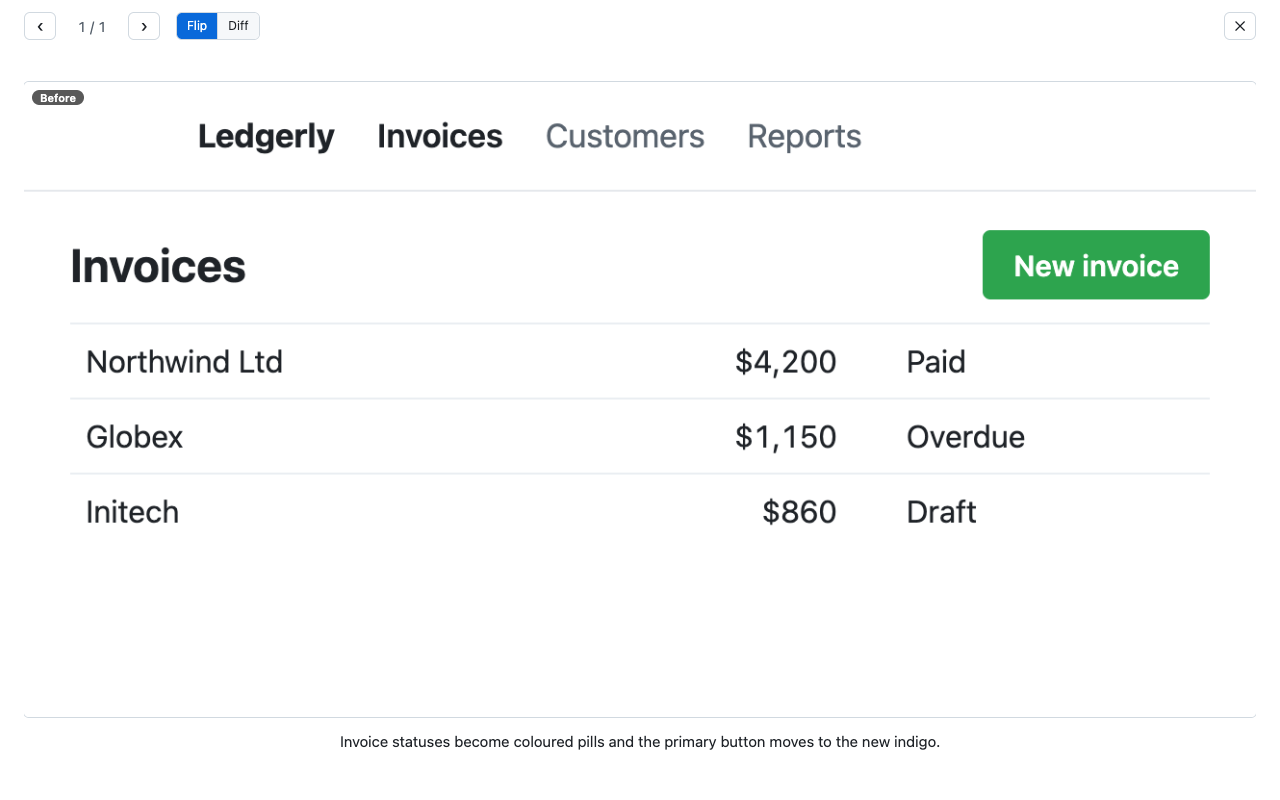 ‹ 1 / 1 › Flip Diff ×
Before
Ledgerly Invoices Customers Reports
Invoices New invoice
Northwind Ltd $4,200 Paid
Globex $1,150 Overdue
Initech $860 Draft
Invoice statuses become coloured pills and the primary button moves to the new indigo.